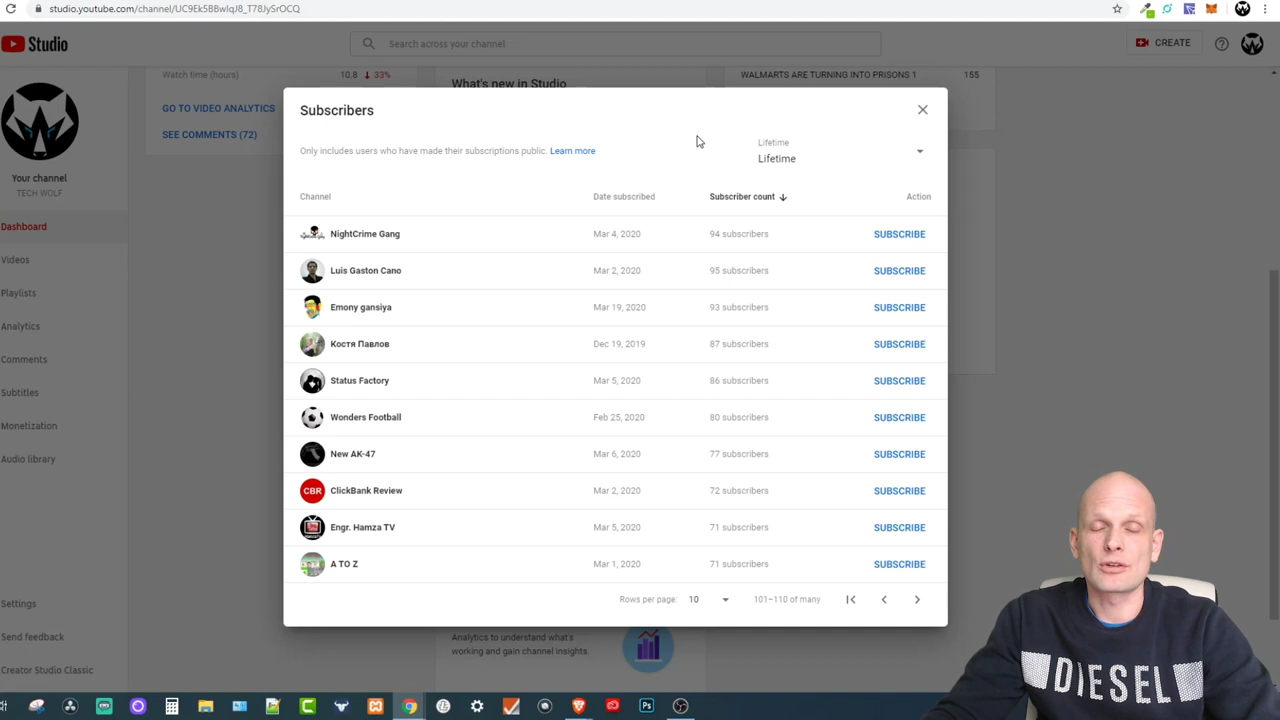 studio.youtube.com/channel/UC9Ek5BBwIqJ8_T78JySrOCQ
Studio
Search across your channel
CREATE
Watch time (hours)
10.8 33%
What's new in Studio
WALMARTS ARE TURNING INTO PRISONS 1
155
GO TO VIDEO ANALYTICS
SEE COMMENTS (72)
Your channel
TECH WOLF
Dashboard
Videos
Playlists
Analytics
Comments
Subtitles
Monetization
Audio library
Settings
Send feedback
Creator Studio Classic
Subscribers
Only includes users who have made their subscriptions public. Learn more
Lifetime
Lifetime
Channel Date subscribed Subscriber count Action
NightCrime Gang Mar 4, 2020 94 subscribers SUBSCRIBE
Luis Gaston Cano Mar 2, 2020 95 subscribers SUBSCRIBE
Emony gansiya Mar 19, 2020 93 subscribers SUBSCRIBE
Костя Павлов Dec 19, 2019 87 subscribers SUBSCRIBE
Status Factory Mar 5, 2020 86 subscribers SUBSCRIBE
Wonders Football Feb 25, 2020 80 subscribers SUBSCRIBE
New AK-47 Mar 6, 2020 77 subscribers SUBSCRIBE
CBR ClickBank Review Mar 2, 2020 72 subscribers SUBSCRIBE
Engr. Hamza TV Mar 5, 2020 71 subscribers SUBSCRIBE
A TO Z Mar 1, 2020 71 subscribers SUBSCRIBE
Rows per page: 10 101–110 of many
Analytics to understand what's
working and gain channel insights.
DIESEL
Ps